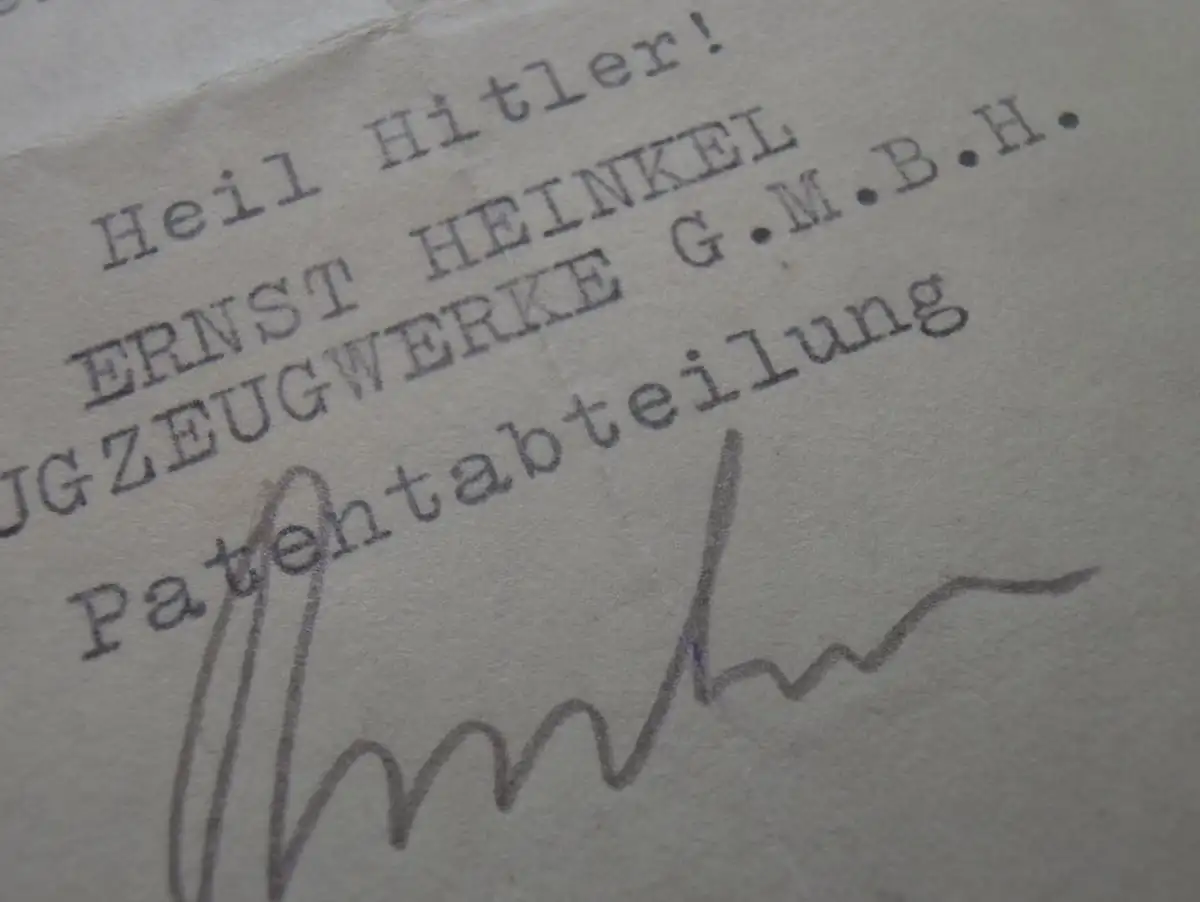 Heil Hitler!
ERNST HEINKEL
UGZEUGWERKE G.M.B.H.
Patentabteilung